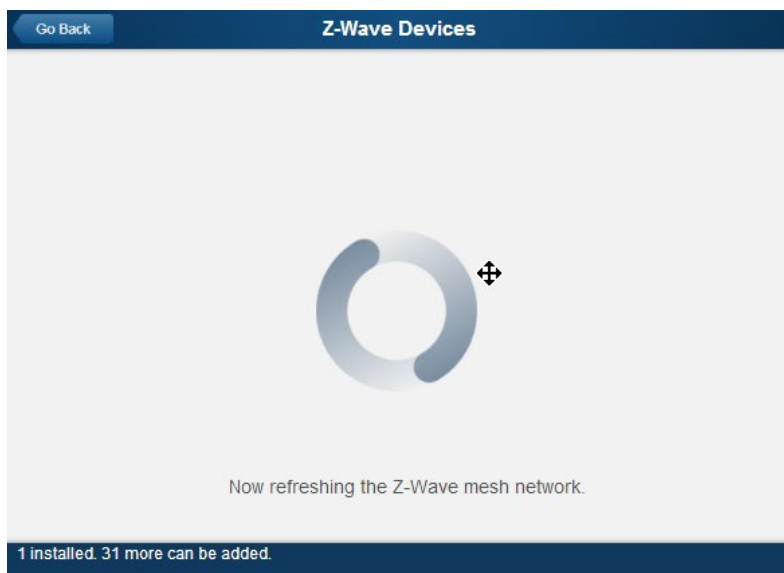 Go Back
Z-Wave Devices
Now refreshing the Z-Wave mesh network.
1 installed. 31 more can be added.